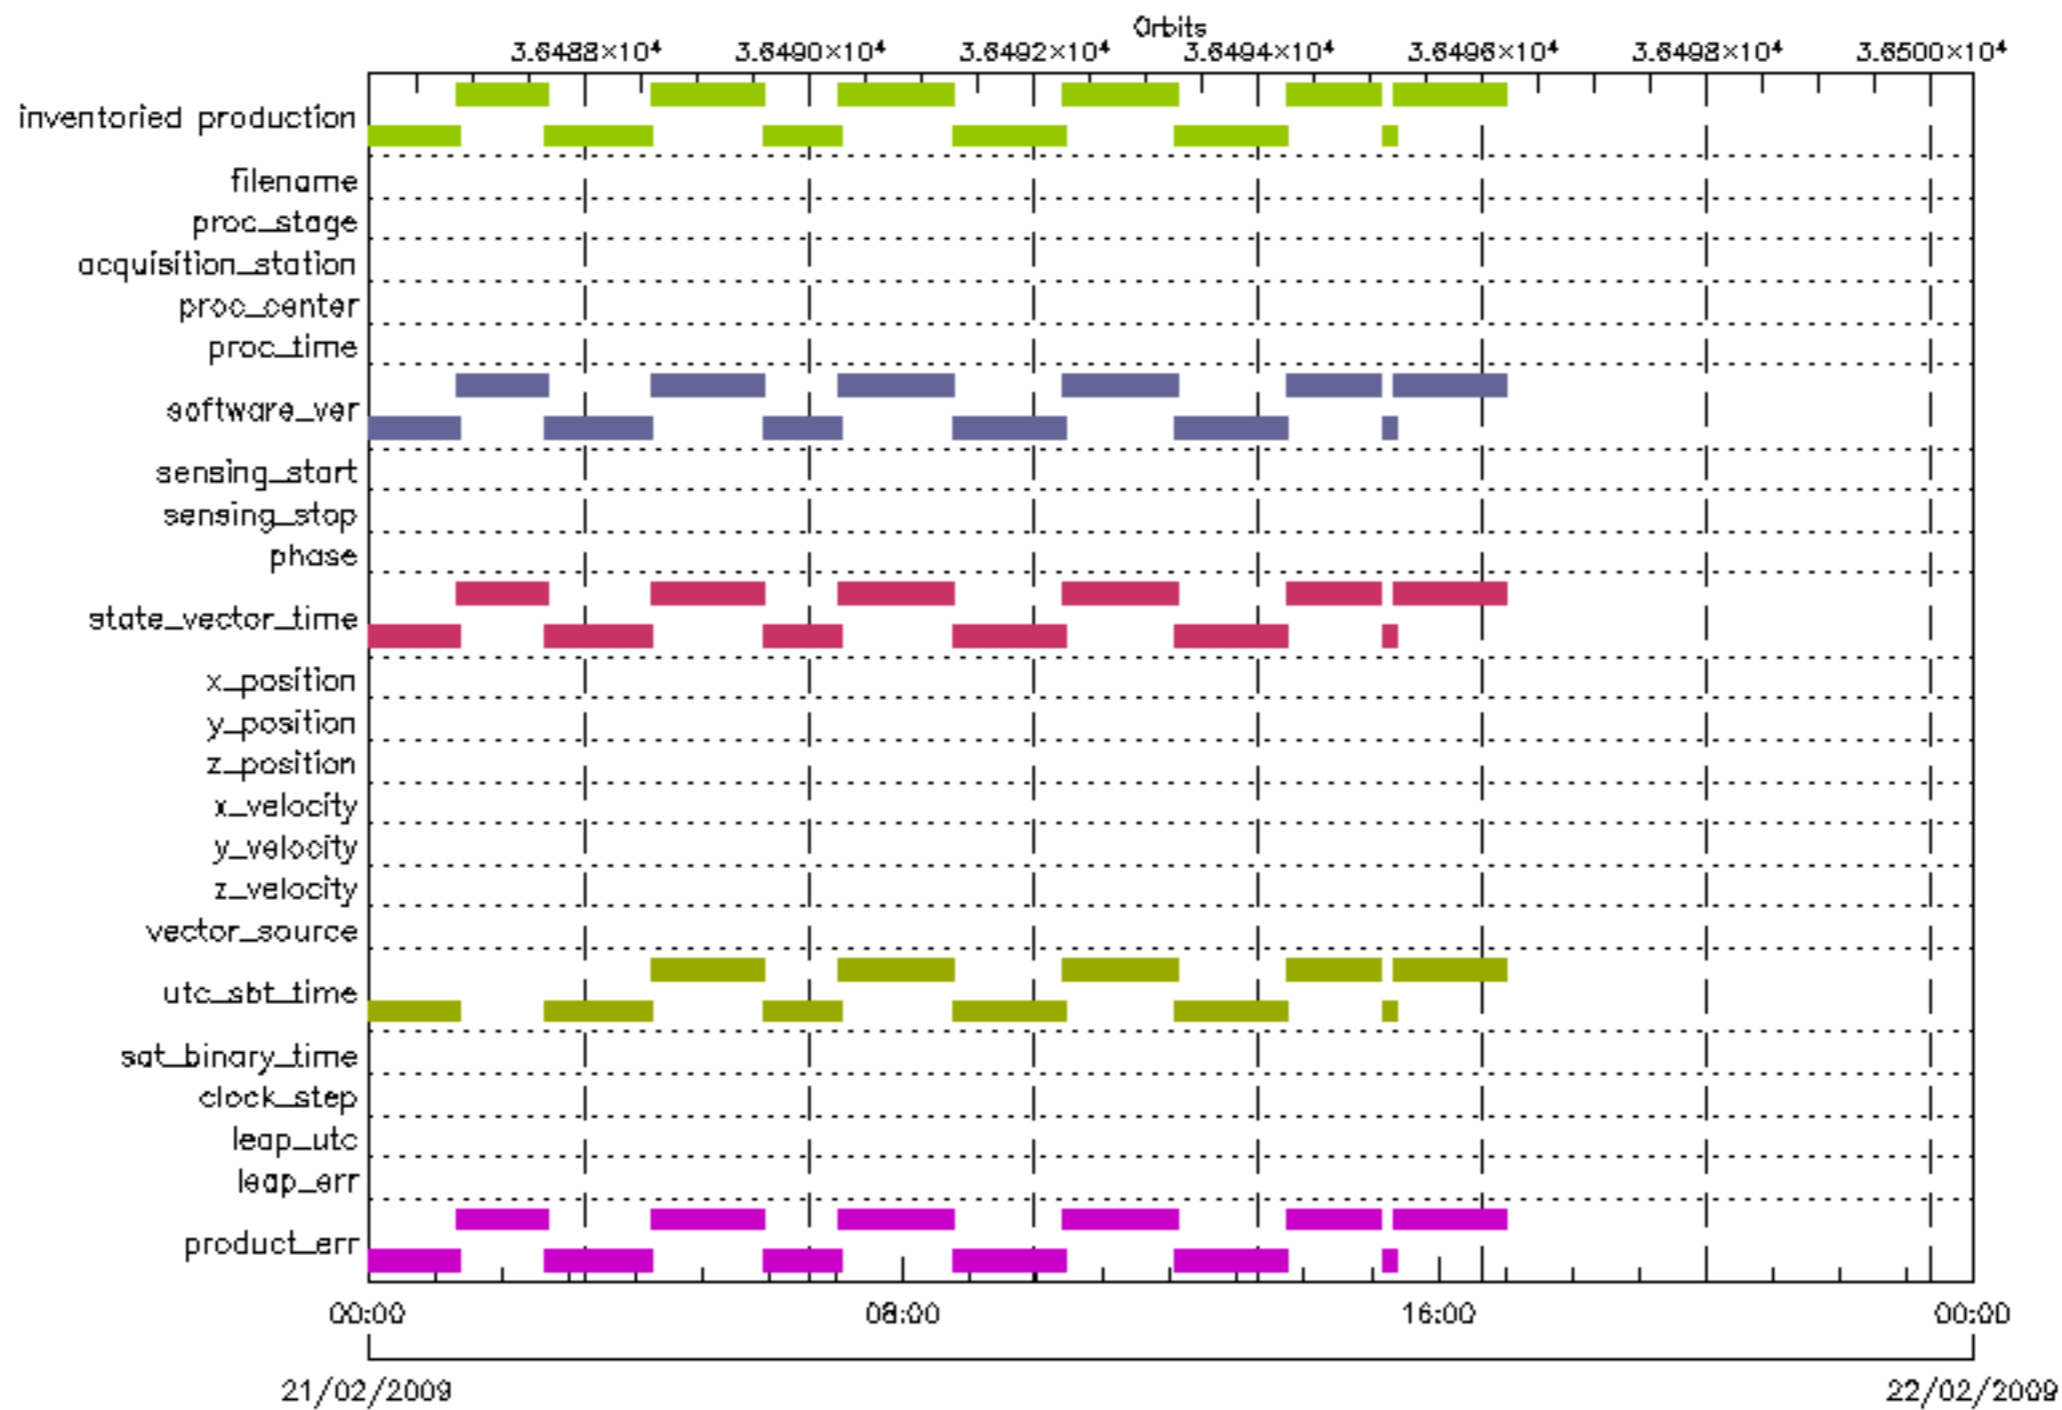 Orbits
3.6488×10⁴ 3.6490×10⁴ 3.6492×10⁴ 3.6494×10⁴ 3.6496×10⁴ 3.6498×10⁴ 3.6500×10⁴
inventoried production
filename
proc_stage
acquisition_station
proc_center
proc_time
software_ver
sensing_start
sensing_stop
phase
state_vector_time
x_position
y_position
z_position
x_velocity
y_velocity
z_velocity
vector_source
utc_sbt_time
sat_binary_time
clock_step
leap_utc
leap_err
product_err
00:00 08:00 16:00 00:00
21/02/2009 22/02/2009